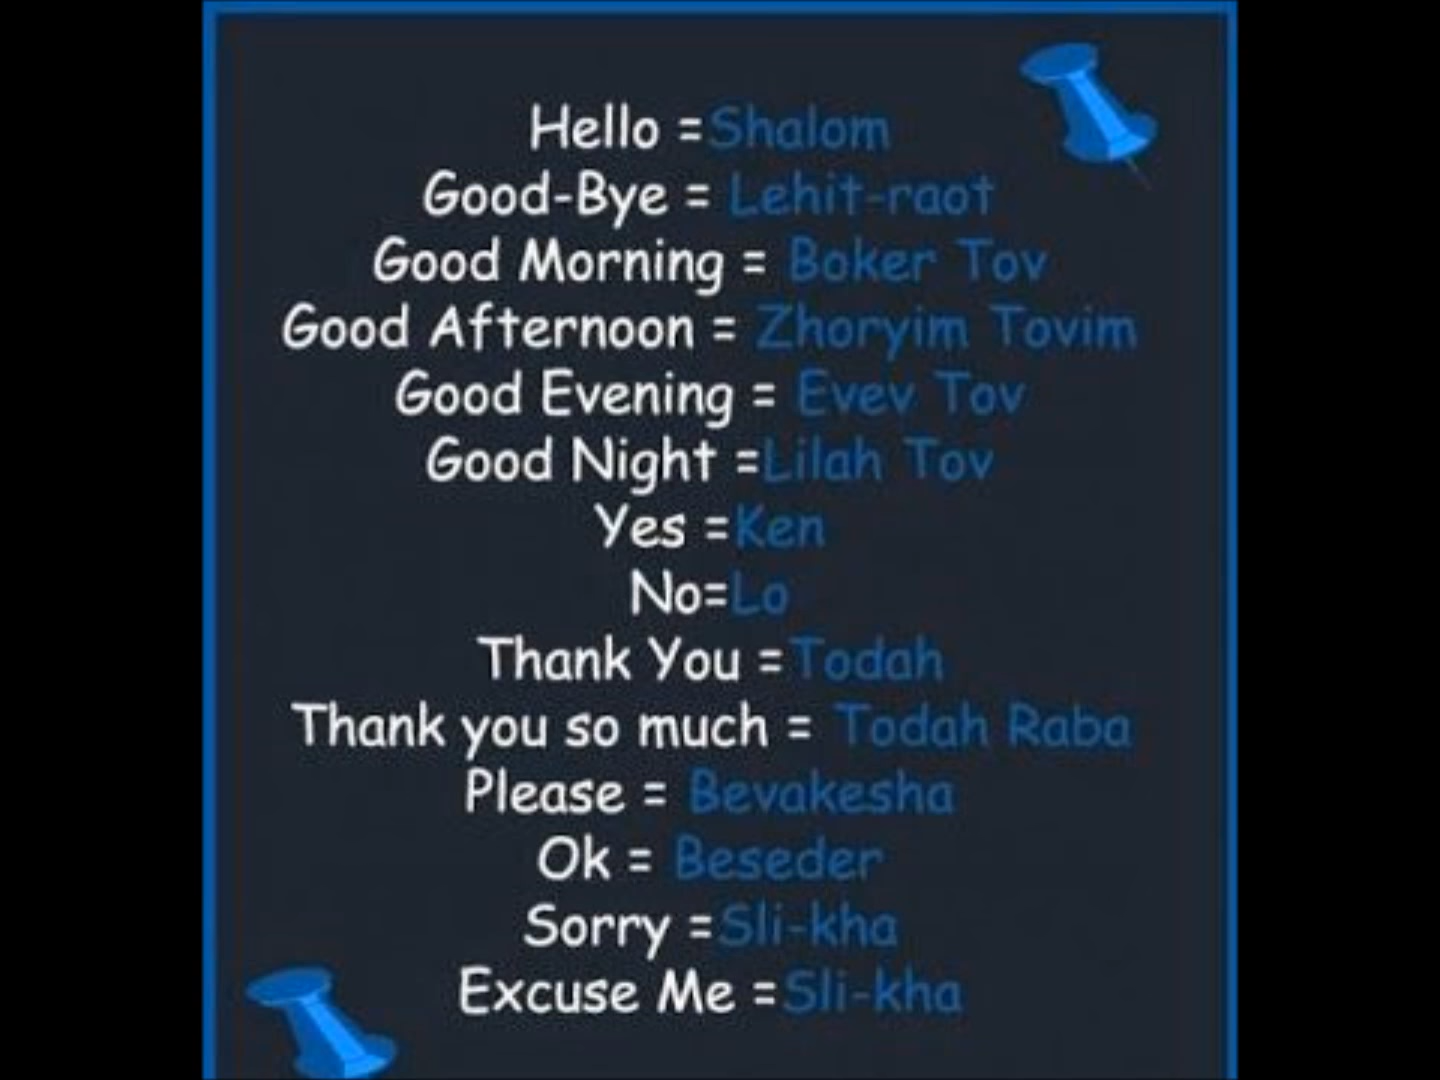 Hello =Shalom
Good-Bye = Lehit-raot
Good Morning = Boker Tov
Good Afternoon = Zhoryim Tovim
Good Evening = Evev Tov
Good Night =Lilah Tov
Yes =Ken
No=Lo
Thank You =Todah
Thank you so much = Todah Raba
Please = Bevakesha
Ok = Beseder
Sorry =Sli-kha
Excuse Me =Sli-kha